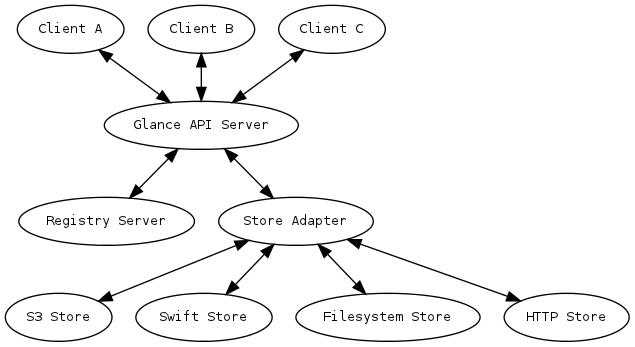 Client A
Client B
Client C
Glance API Server
Registry Server
Store Adapter
S3 Store
Swift Store
Filesystem Store
HTTP Store